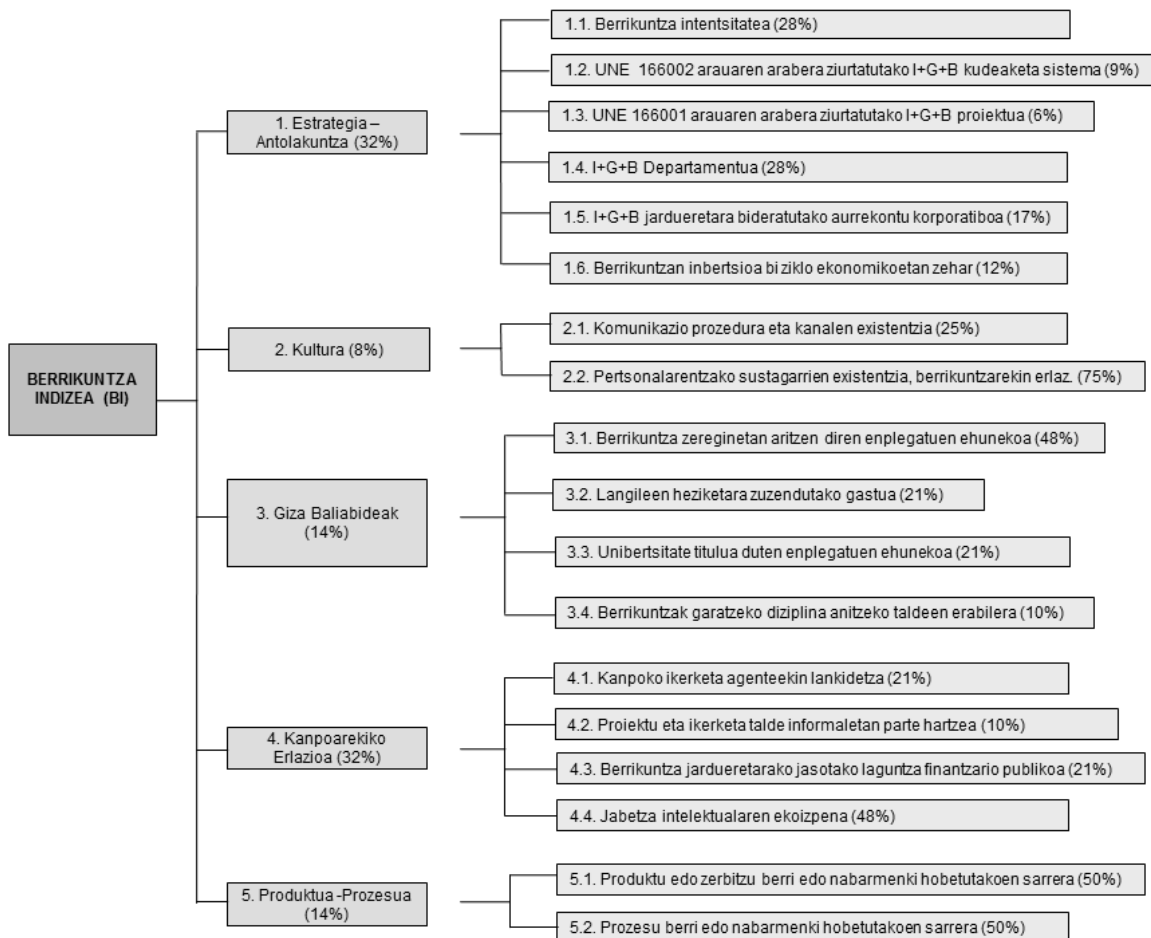 BERRIKUNTZA
INDIZEA (BI)
1. Estrategia –
Antolakuntza (32%)
1.1. Berrikuntza intentsitatea (28%)
1.2. UNE 166002 arauaren arabera ziurtatutako I+G+B kudeaketa sistema (9%)
1.3. UNE 166001 arauaren arabera ziurtatutako I+G+B proiektua (6%)
1.4. I+G+B Departamentua (28%)
1.5. I+G+B jardueretara bideratutako aurrekontu korporatiboa (17%)
1.6. Berrikuntzan inbertsioa bi ziklo ekonomikoetan zehar (12%)
2. Kultura (8%)
2.1. Komunikazio prozedura eta kanalen existentzia (25%)
2.2. Pertsonalarentzako sustagarrien existentzia, berrikuntzarekin erlaz. (75%)
3. Giza Baliabideak
(14%)
3.1. Berrikuntza zereginetan aritzen diren enplegatuen ehunekoa (48%)
3.2. Langileen heziketara zuzendutako gastua (21%)
3.3. Unibertsitate titulua duten enplegatuen ehunekoa (21%)
3.4. Berrikuntzak garatzeko diziplina anitzeko taldeen erabilera (10%)
4. Kanpoarekiko
Erlazioa (32%)
4.1. Kanpoko ikerketa agenteekin lankidetza (21%)
4.2. Proiektu eta ikerketa talde informaletan parte hartzea (10%)
4.3. Berrikuntza jardueretarako jasotako laguntza finantzario publikoa (21%)
4.4. Jabetza intelektualaren ekoizpena (48%)
5. Produktua -Prozesua
(14%)
5.1. Produktu edo zerbitzu berri edo nabarmenki hobetutakoen sarrera (50%)
5.2. Prozesu berri edo nabarmenki hobetutakoen sarrera (50%)